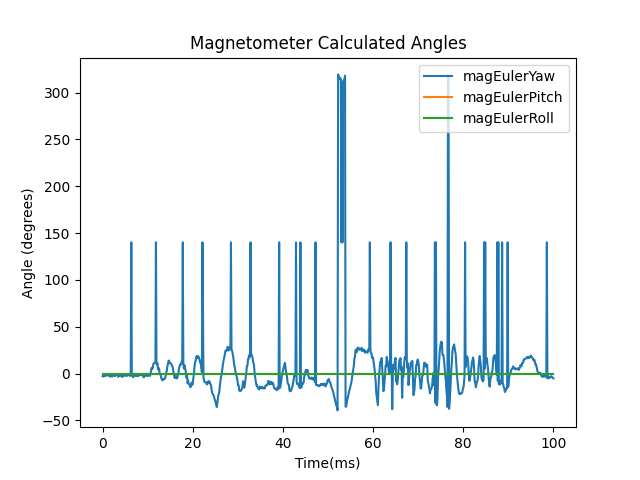 Magnetometer Calculated Angles
magEulerYaw
magEulerPitch
magEulerRoll
300
250
200
150
100
50
0
−50
Angle (degrees)
0 20 40 60 80 100
Time(ms)